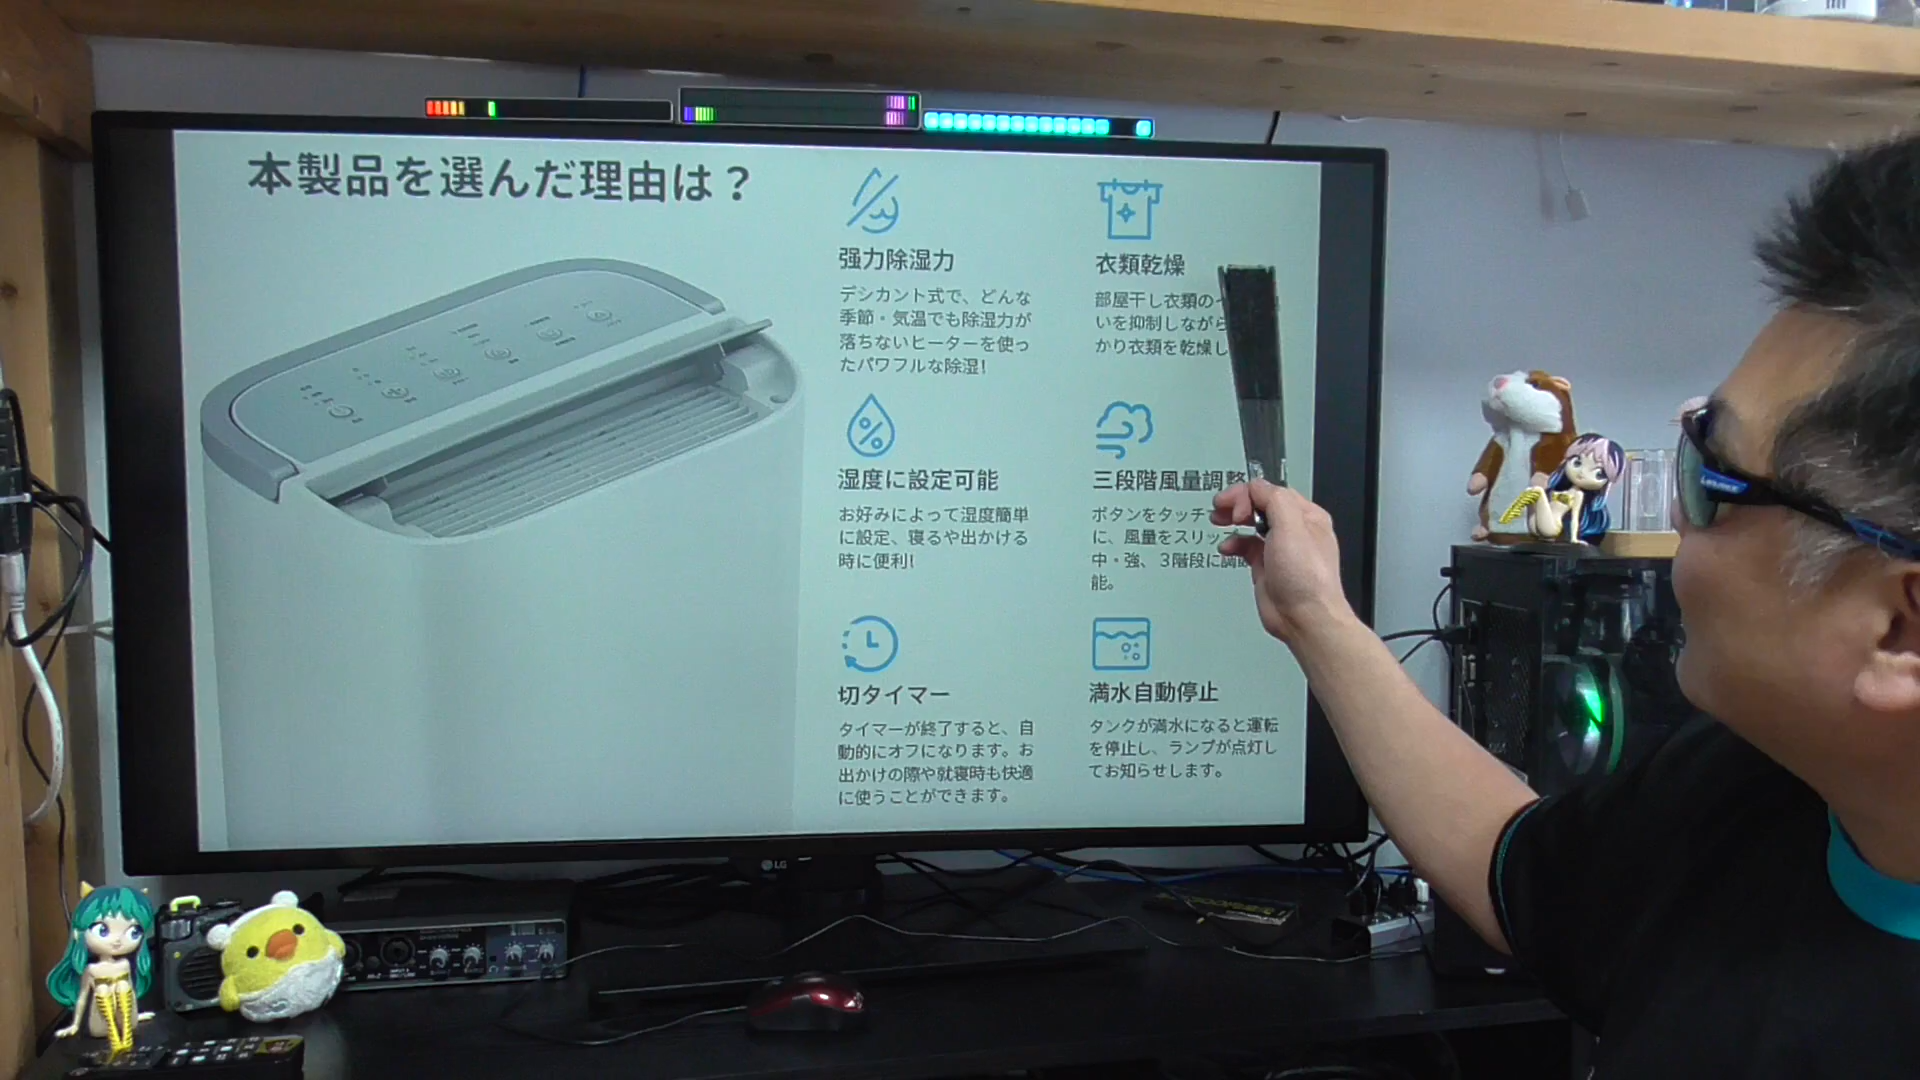 本製品を選んだ理由は？
强力除湿力
デシカント式で、どんな
季節・気温でも除湿力が
落ちないヒーターを使っ
たパワフルな除湿!
衣類乾燥
部屋干し衣類の
いを抑制しながら
かり衣類を乾燥し
湿度に設定可能
お好みによって湿度簡単
に設定、寝るや出かける
時に便利!
三段階風量調整
ボタンをタッチ
に、風量をスリッ
中・強、３階段に調
能。
切タイマー
タイマーが終了すると、自
動的にオフになります。お
出かけの際や就寝時も快適
に使うことができます。
満水自動停止
タンクが満水になると運転
を停止し、ランプが点灯し
てお知らせします。
LG